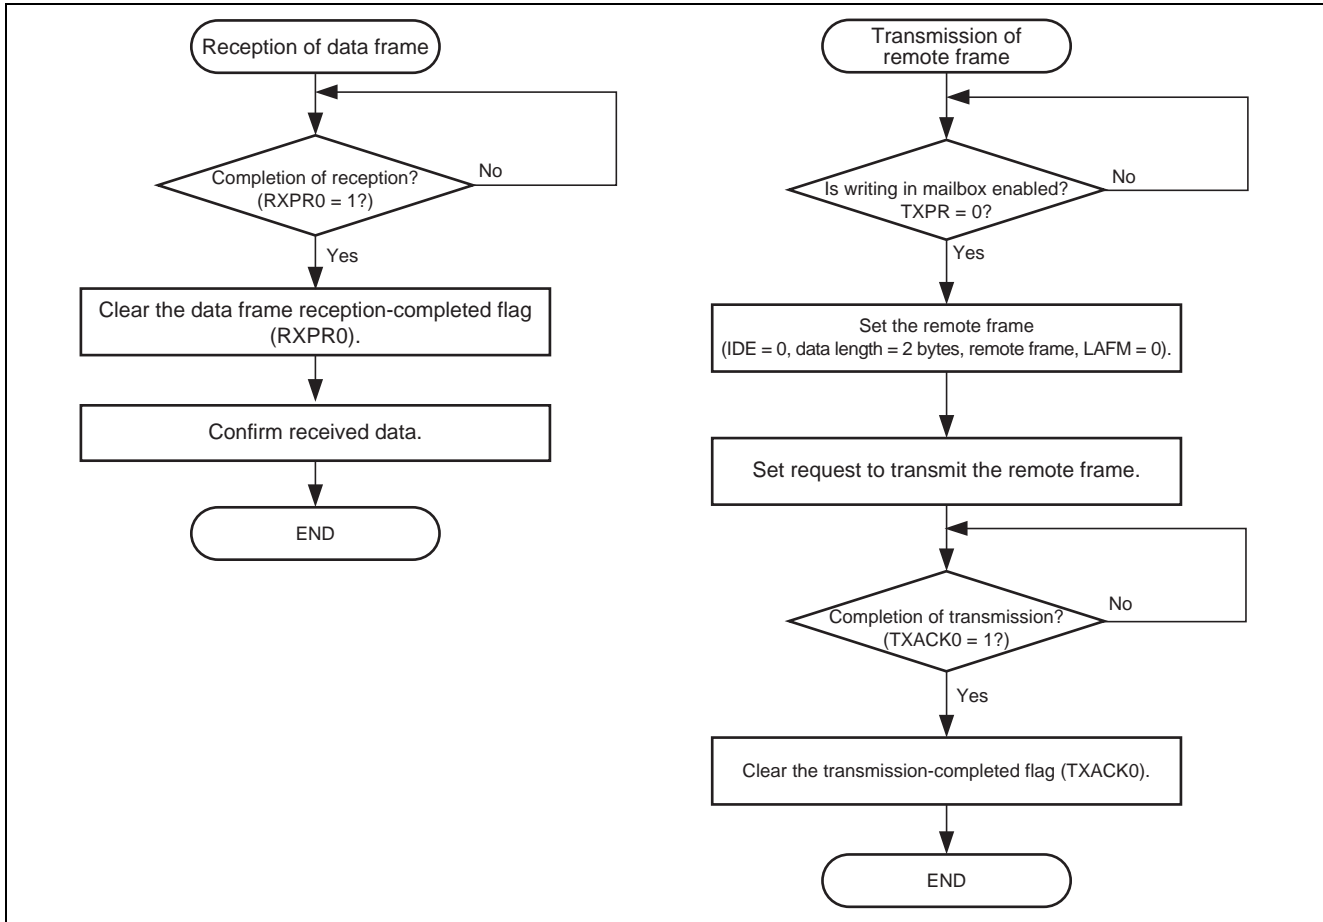 Reception of data frame
No
Completion of reception?
(RXPR0 = 1?)
Yes
Clear the data frame reception-completed flag
(RXPR0).
Confirm received data.
END
Transmission of
remote frame
No
Is writing in mailbox enabled?
TXPR = 0?
Yes
Set the remote frame
(IDE = 0, data length = 2 bytes, remote frame, LAFM = 0).
Set request to transmit the remote frame.
No
Completion of transmission?
(TXACK0 = 1?)
Yes
Clear the transmission-completed flag (TXACK0).
END